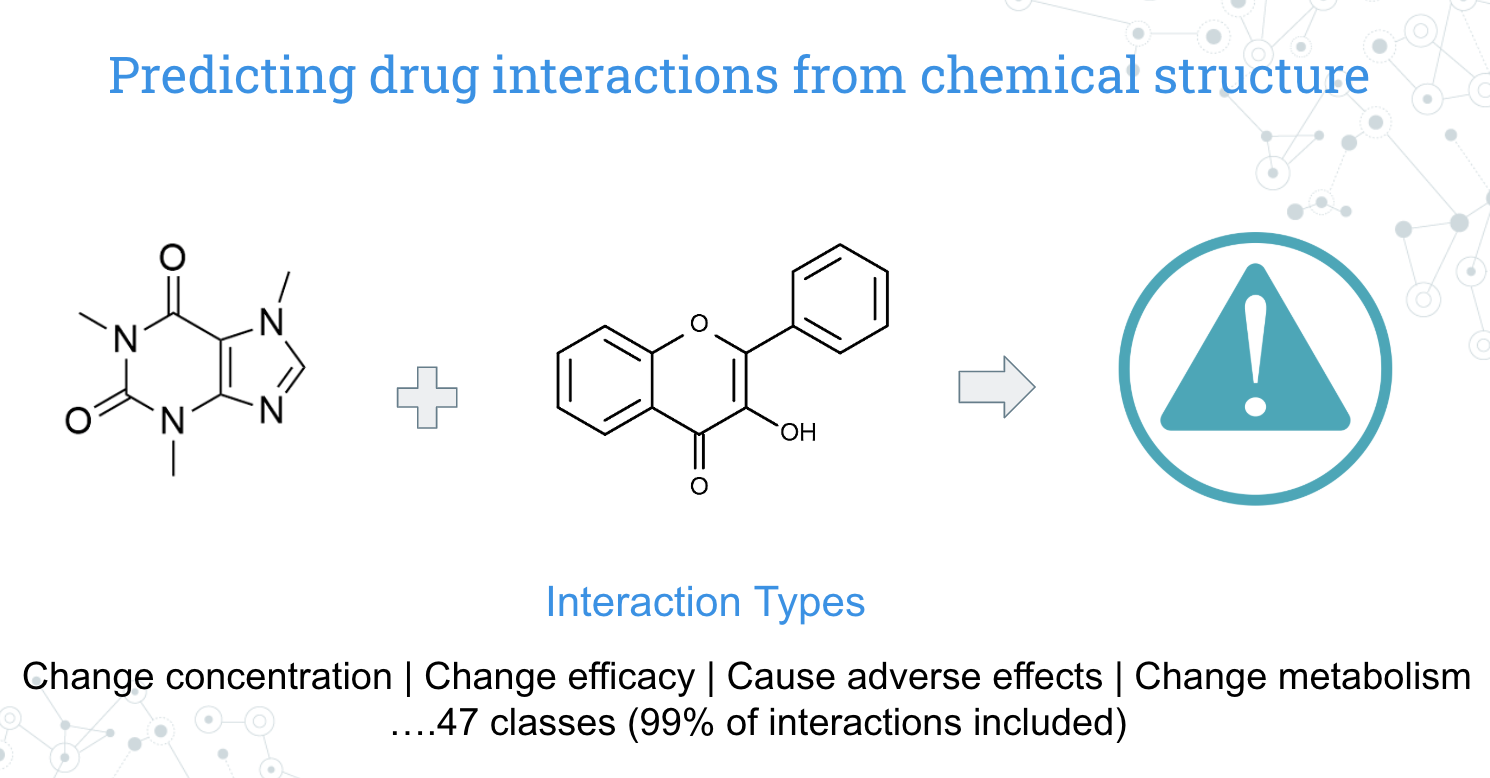 Predicting drug interactions from chemical structure
O
N
N
O
N
N
O
OH
O
Interaction Types
Change concentration | Change efficacy | Cause adverse effects | Change metabolism
....47 classes (99% of interactions included)